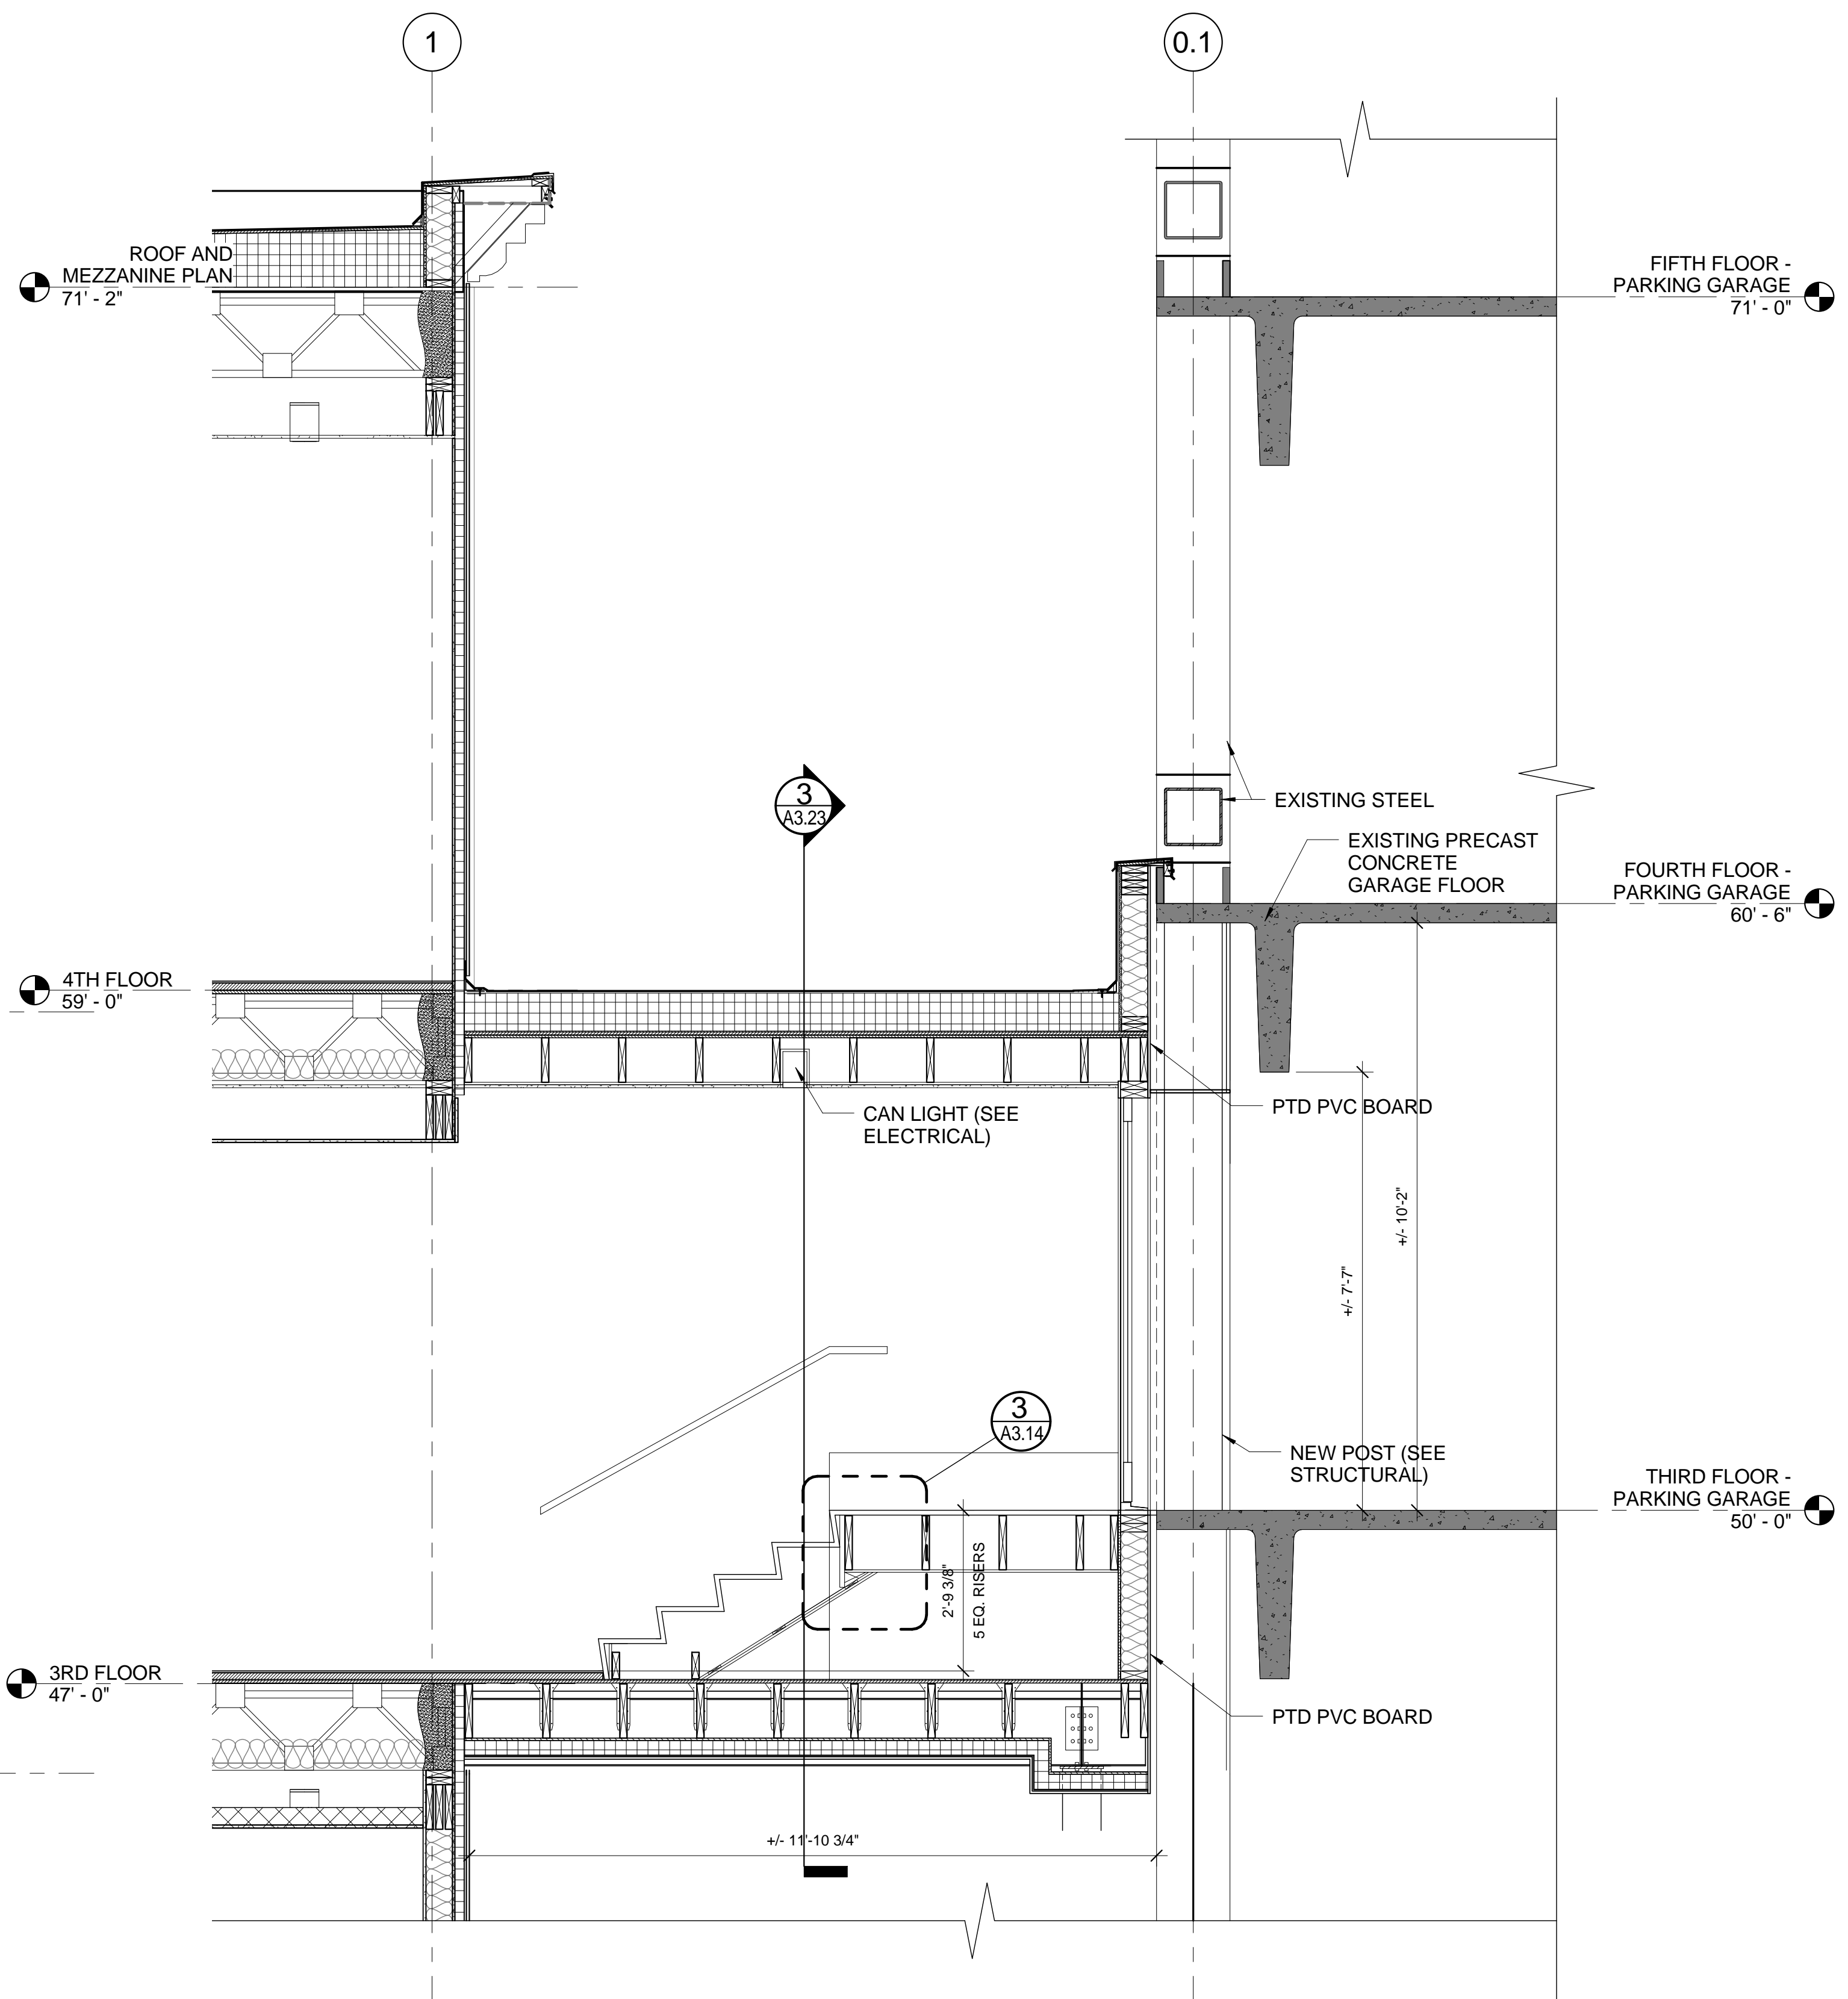 1
0.1
ROOF AND
MEZZANINE PLAN
71' - 2"
FIFTH FLOOR -
PARKING GARAGE
71' - 0"
3
A3.23
EXISTING STEEL
EXISTING PRECAST
CONCRETE
GARAGE FLOOR
FOURTH FLOOR -
PARKING GARAGE
60' - 6"
4TH FLOOR
59' - 0"
CAN LIGHT (SEE
ELECTRICAL)
PTD PVC BOARD
+/- 10'-2"
+/- 7'-7"
3
A3.14
NEW POST (SEE
STRUCTURAL)
THIRD FLOOR -
PARKING GARAGE
50' - 0"
2'-9 3/8"
5 EQ. RISERS
3RD FLOOR
47' - 0"
PTD PVC BOARD
+/- 11'-10 3/4"